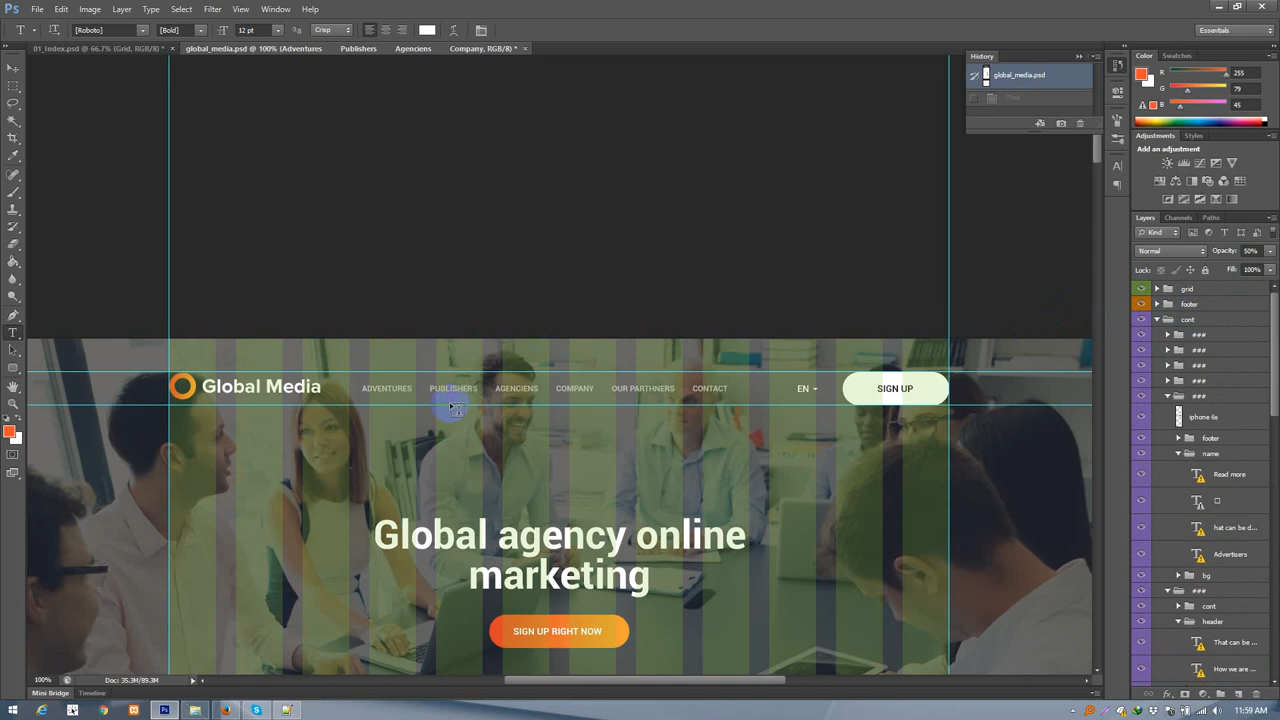 Ps File Edit Image Layer Type Select Filter View Window Help
T [Roboto] [Bold] 12 pt Crisp Essentials
01_Index.psd @ 66.7% (Grid, RGB/8) * × global_media.psd @ 100% (Adventures Publishers Agenciens Company, RGB/8) * ×
History
global_media.psd
Color Swatches
R 255
G 79
B 45
Adjustments Styles
Add an adjustment
Layers Channels Paths
Kind
Normal Opacity: 50%
Lock: Fill: 100%
grid
footer
cont
###
###
###
###
###
iphone 6s
footer
name
Read more
hat can be d...
Advertisers
bg
###
cont
header
That can be ...
How we are ...
Global Media ADVENTURES PUBLISHERS AGENCIENS COMPANY OUR PARTHNERS CONTACT EN SIGN UP
Global agency online
marketing
SIGN UP RIGHT NOW
100% Doc: 35.3M/89.3M
Mini Bridge Timeline
11:59 AM